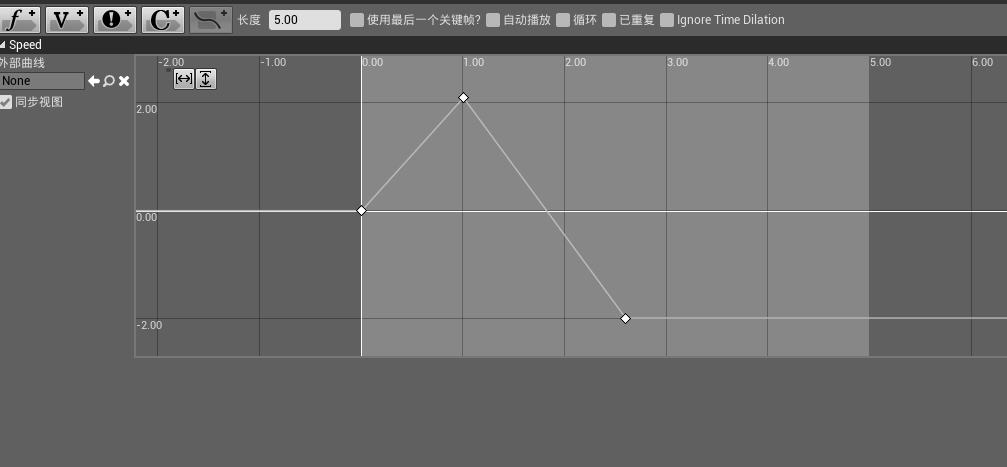 f V ! C 长度 5.00 使用最后一个关键帧? 自动播放 循环 已重复 Ignore Time Dilation
Speed
外部曲线
None
同步视图
-2.00 -1.00 0.00 1.00 2.00 3.00 4.00 5.00 6.00
2.00
0.00
-2.00